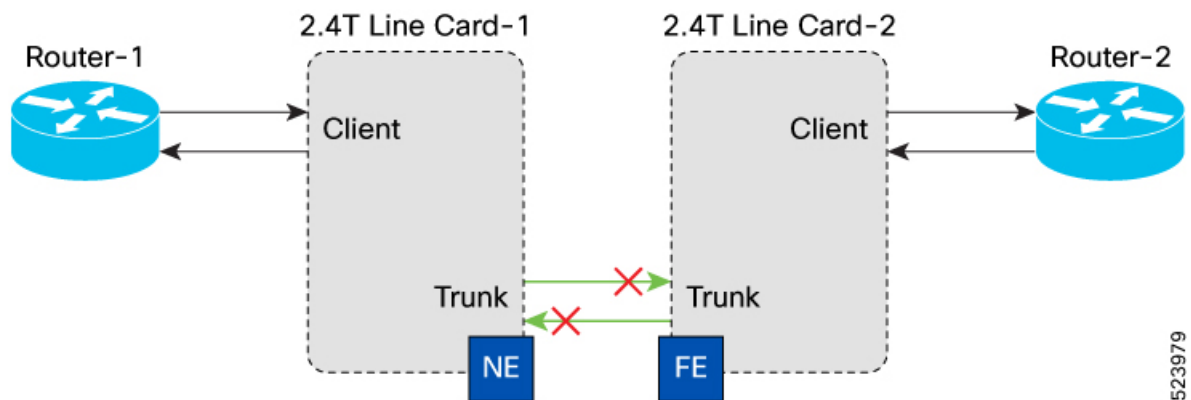 2.4T Line Card-1
2.4T Line Card-2
Router-1
Router-2
Client
Client
Trunk
Trunk
NE
FE
523979